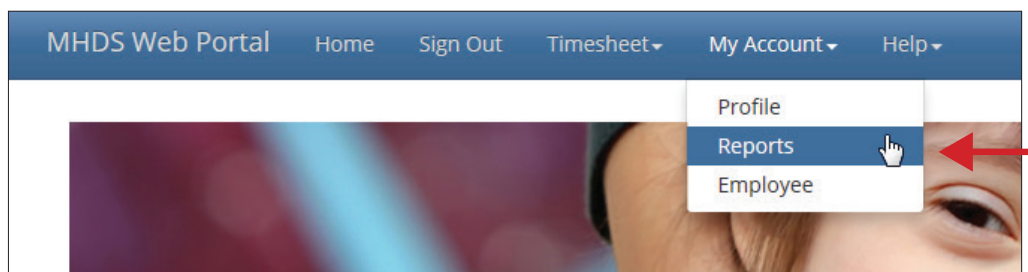 MHDS Web Portal Home Sign Out Timesheet My Account Help
Profile
Reports
Employee